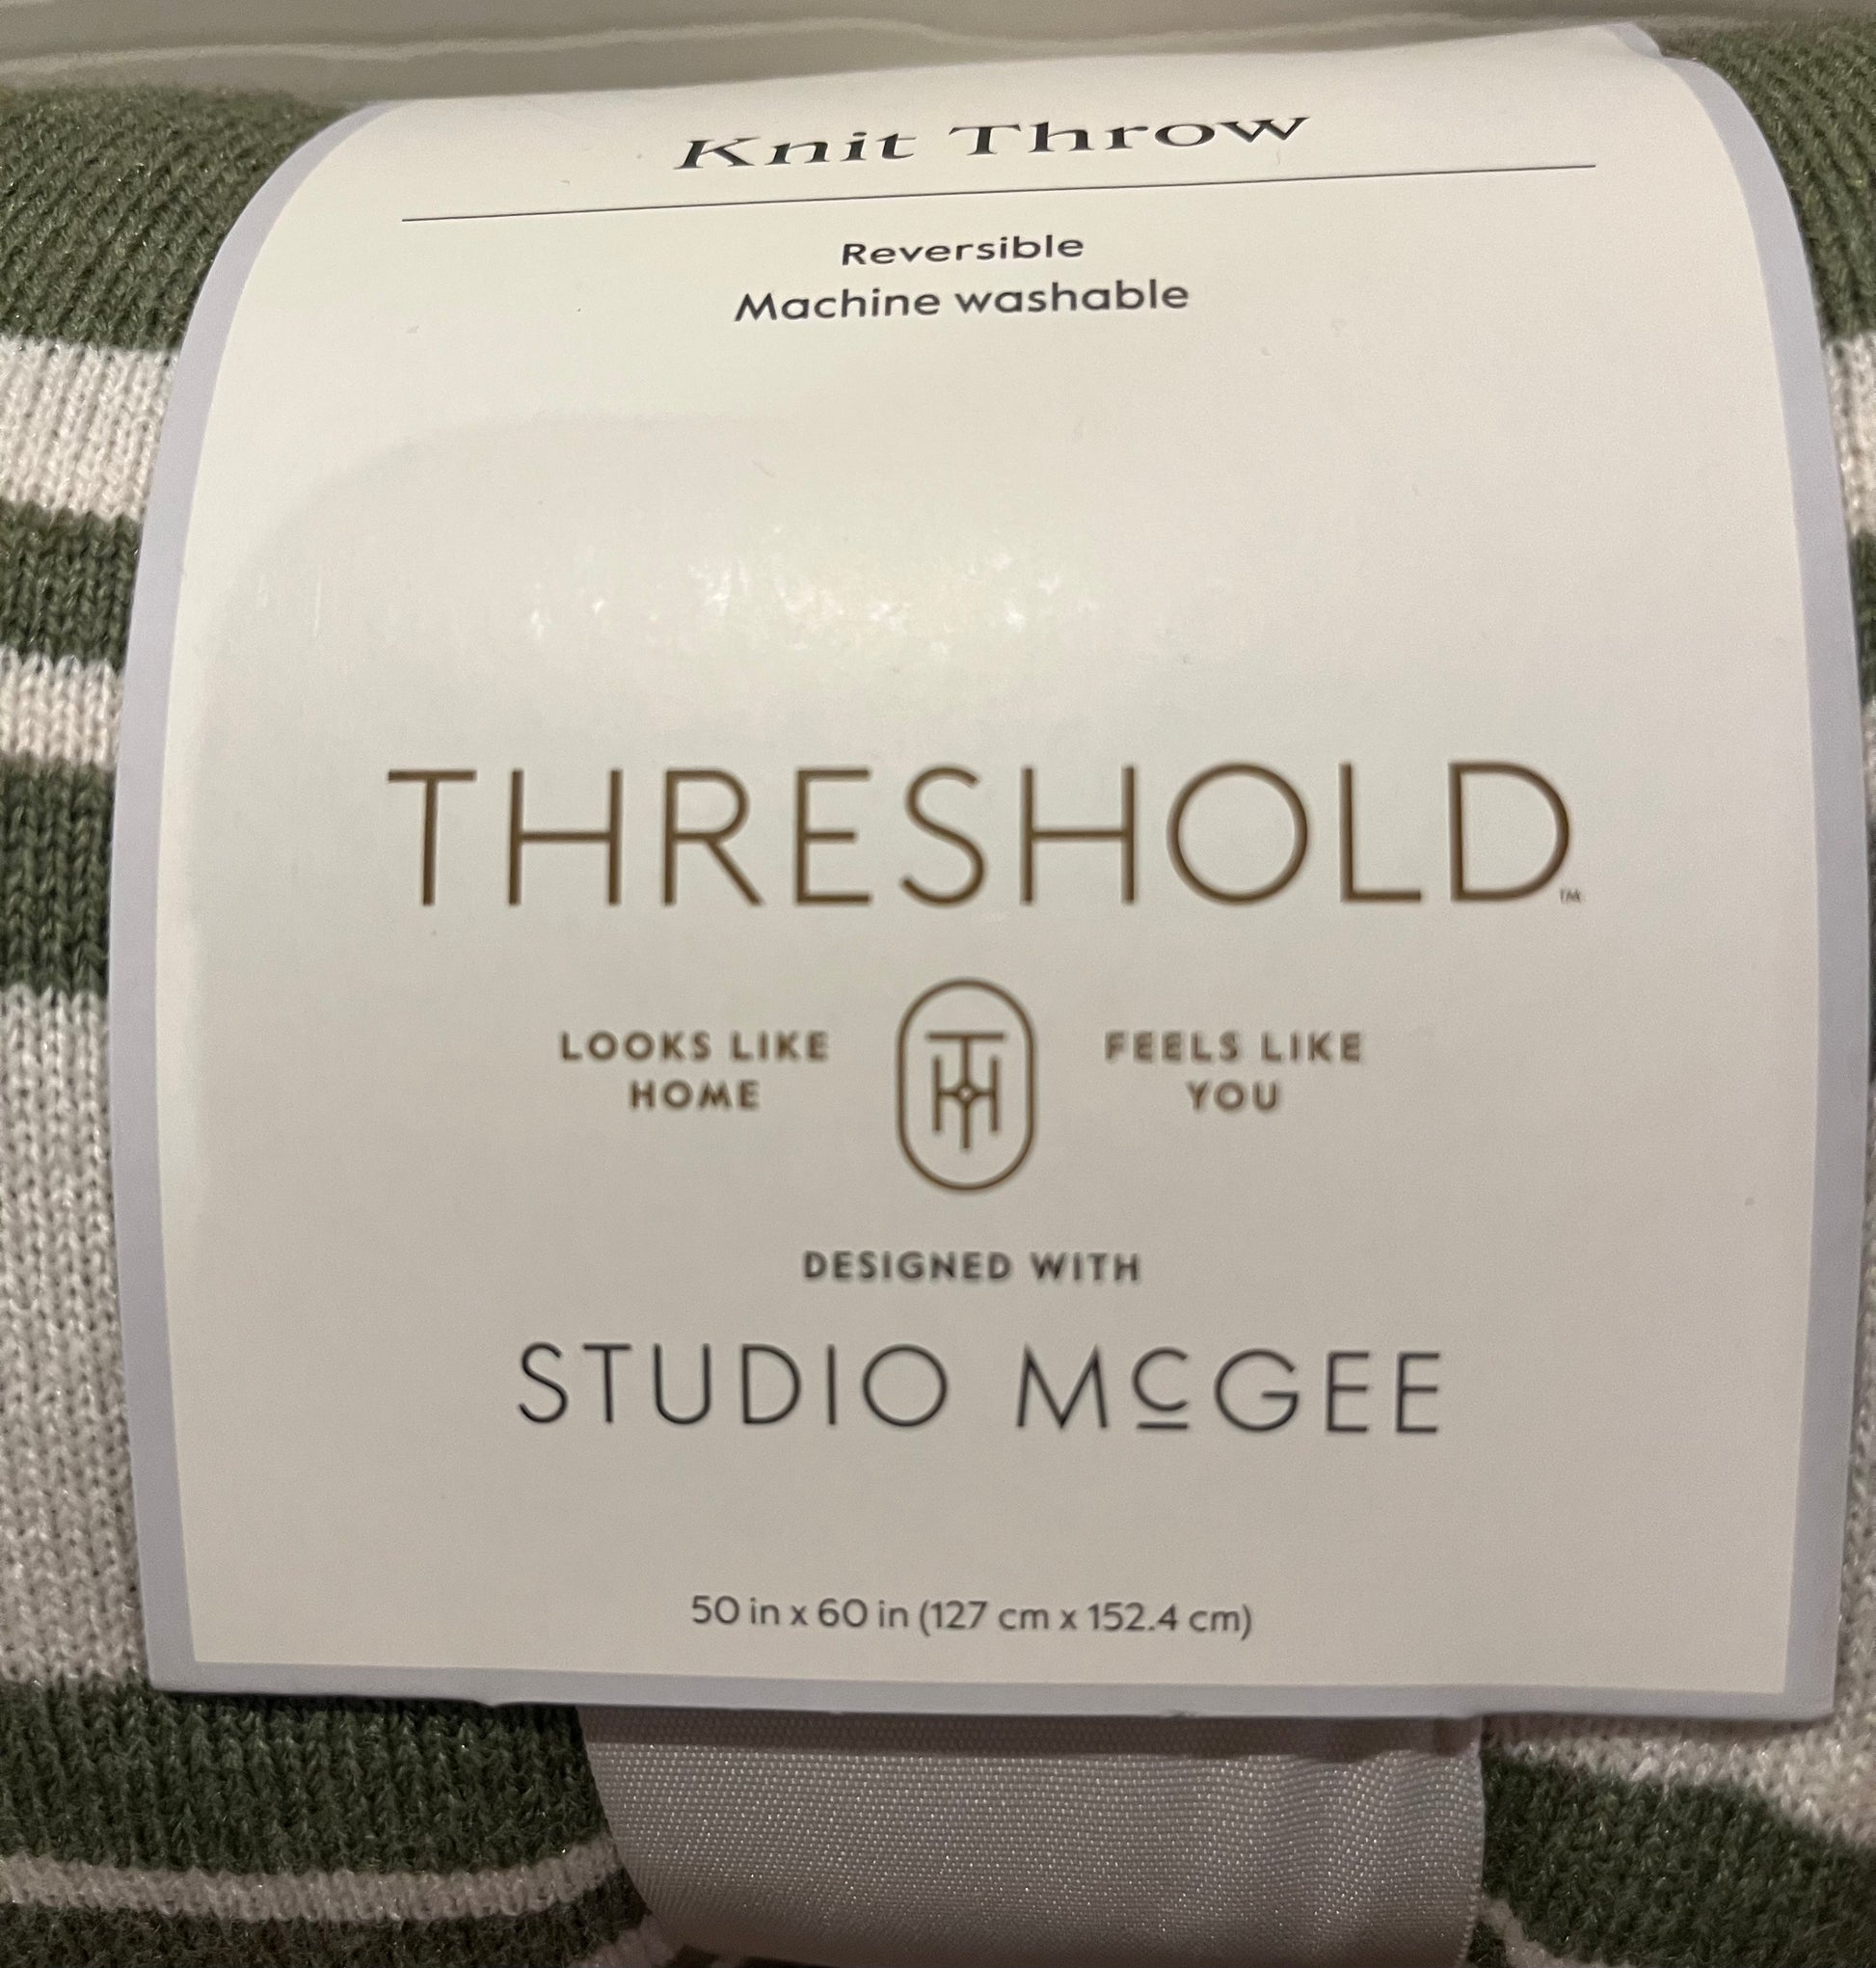 Knit Throw
Reversible
Machine washable
THRESHOLD™
LOOKS LIKE
HOME
TH
FEELS LIKE
YOU
DESIGNED WITH
STUDIO McGEE
50 in x 60 in (127 cm x 152.4 cm)